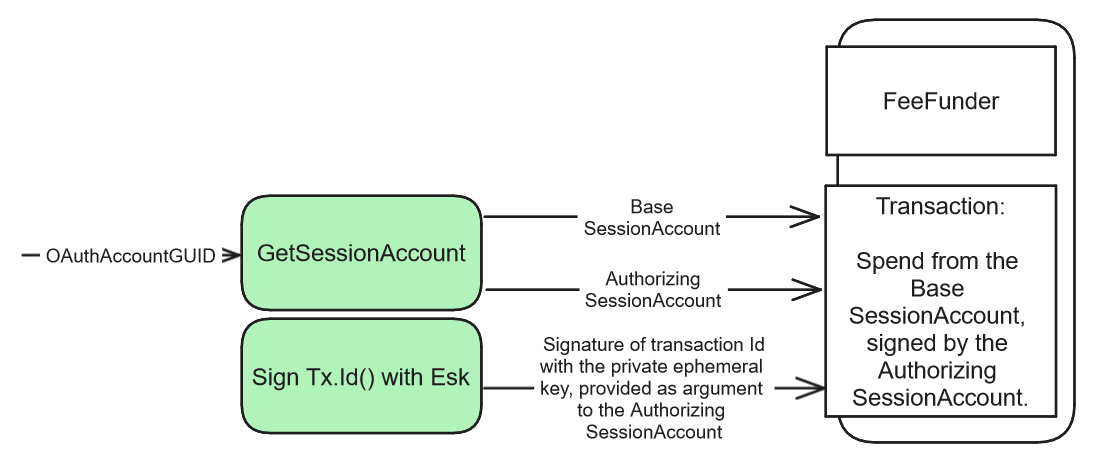 FeeFunder
OAuthAccountGUID
GetSessionAccount
Base
SessionAccount
Authorizing
SessionAccount
Sign Tx.Id() with Esk
Signature of transaction Id
with the private ephemeral
key, provided as argument
to the Authorizing
SessionAccount
Transaction:
Spend from the
Base
SessionAccount,
signed by the
Authorizing
SessionAccount.